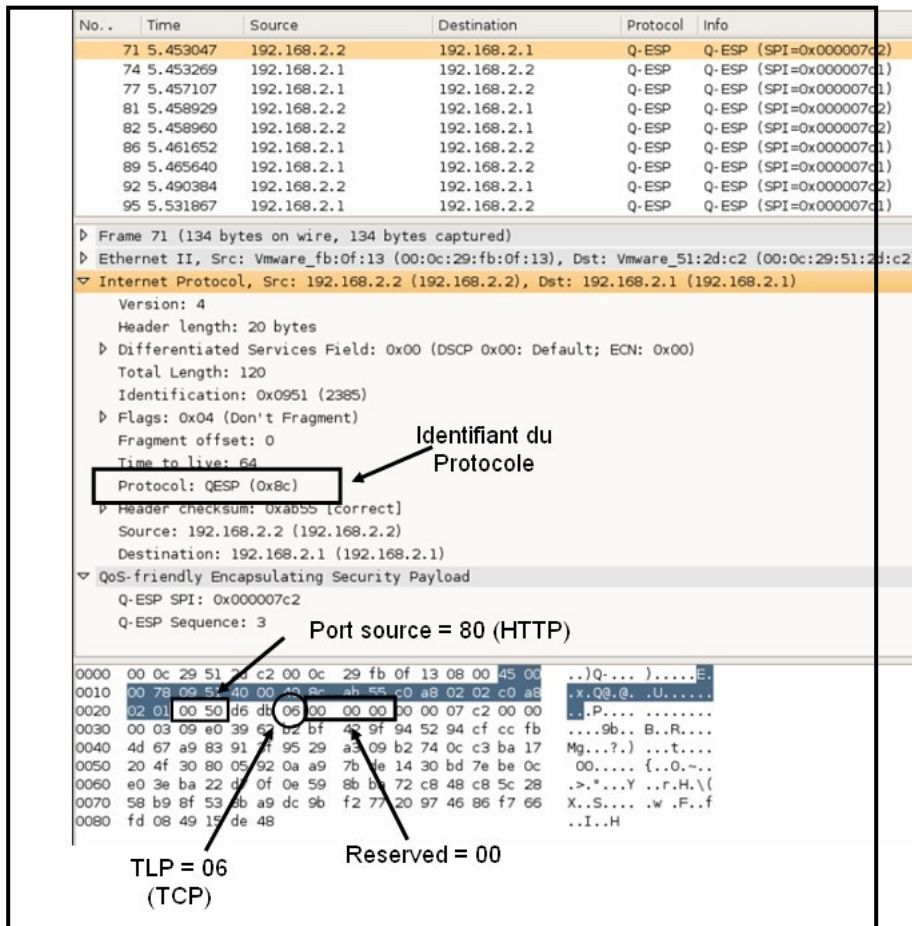 No. . Time Source Destination Protocol Info
71 5.453047 192.168.2.2 192.168.2.1 Q-ESP Q-ESP (SPI=0x000007c2)
74 5.453269 192.168.2.1 192.168.2.2 Q-ESP Q-ESP (SPI=0x000007c1)
77 5.457107 192.168.2.1 192.168.2.2 Q-ESP Q-ESP (SPI=0x000007c1)
81 5.458929 192.168.2.2 192.168.2.1 Q-ESP Q-ESP (SPI=0x000007c2)
82 5.458960 192.168.2.2 192.168.2.1 Q-ESP Q-ESP (SPI=0x000007c2)
86 5.461652 192.168.2.1 192.168.2.2 Q-ESP Q-ESP (SPI=0x000007c1)
89 5.465640 192.168.2.1 192.168.2.2 Q-ESP Q-ESP (SPI=0x000007c1)
92 5.490384 192.168.2.2 192.168.2.1 Q-ESP Q-ESP (SPI=0x000007c2)
95 5.531867 192.168.2.1 192.168.2.2 Q-ESP Q-ESP (SPI=0x000007c1)
Frame 71 (134 bytes on wire, 134 bytes captured)
Ethernet II, Src: Vmware_fb:0f:13 (00:0c:29:fb:0f:13), Dst: Vmware_51:2d:c2 (00:0c:29:51:2d:c2
Internet Protocol, Src: 192.168.2.2 (192.168.2.2), Dst: 192.168.2.1 (192.168.2.1)
Version: 4
Header length: 20 bytes
Differentiated Services Field: 0x00 (DSCP 0x00: Default; ECN: 0x00)
Total Length: 120
Identification: 0x0951 (2385)
Flags: 0x04 (Don't Fragment)
Fragment offset: 0
Identifiant du
Protocole
Time to live: 64
Protocol: QESP (0x8c)
Header checksum: 0xab55 [correct]
Source: 192.168.2.2 (192.168.2.2)
Destination: 192.168.2.1 (192.168.2.1)
QoS-friendly Encapsulating Security Payload
Q-ESP SPI: 0x000007c2
Q-ESP Sequence: 3
Port source = 80 (HTTP)
0000 00 0c 29 51 2d c2 00 0c 29 fb 0f 13 08 00 45 00 ..)Q-... ).....E.
0010 00 78 09 51 40 00 40 8c ab 55 c0 a8 02 02 c0 a8 .x.Q@.@. .U......
0020 02 01 00 50 d6 db 06 00 00 00 00 00 07 c2 00 00 ...P.... ........
0030 00 03 09 e0 39 62 b2 bf 42 9f 94 52 94 cf cc fb ....9b.. B..R....
0040 4d 67 a9 83 91 95 29 a3 09 b2 74 0c c3 ba 17 Mg...?.) ...t....
0050 20 4f 30 80 05 92 0a a9 7b de 14 30 bd 7e be 0c O0..... {..0.~..
0060 e0 3e ba 22 0f 0e 59 8b 72 c8 48 c8 5c 28 .>."...Y ..r.H.\(
0070 58 b9 8f 53 a9 dc 9b f2 77 20 97 46 86 f7 66 X..S.... .w .F..f
0080 fd 08 49 15 de 48 ..I..H
TLP = 06
(TCP)
Reserved = 00